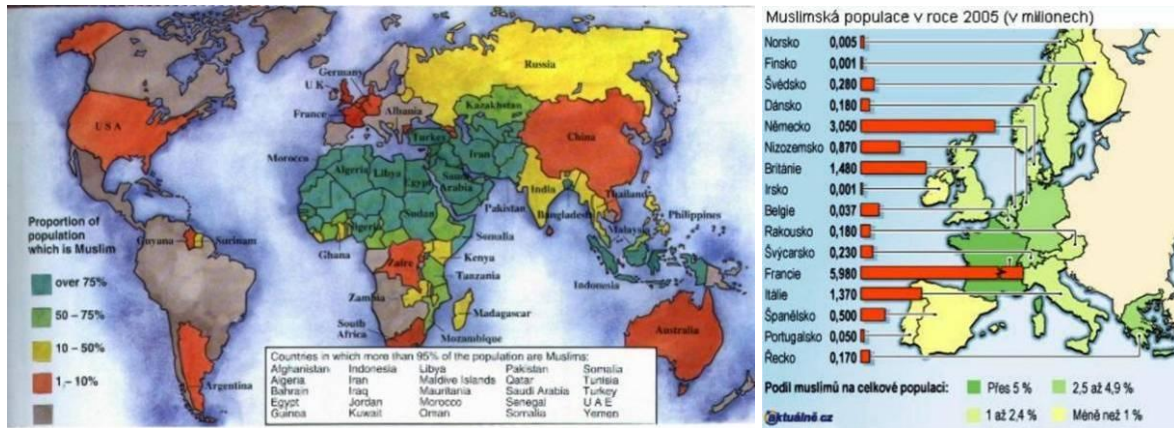 Germany
U K
France
Albania
Russia
Kazakhstan
USA
Turkey
China
Morocco
Algeria
Libya
Egypt
Iran
Saudi
Arabia
India
Thailand
Pakistan
Bangladesh
Philippines
Malaysia
Sudan
Nigeria
Somalia
Guyana
Surinam
Ghana
Kenya
Zaire
Tanzania
Indonesia
Zambia
Madagascar
South
Africa
Mozambique
Australia
Argentina
Proportion of
population
which is Muslim
over 75%
50 – 75%
10 – 50%
1 – 10%
Countries in which more than 95% of the population are Muslims:
Afghanistan Indonesia Libya Pakistan Somalia
Algeria Iran Maldive Islands Qatar Tunisia
Bahrain Iraq Mauritania Saudi Arabia Turkey
Egypt Jordan Morocco Senegal U A E
Guinea Kuwait Oman Somalia Yemen
Muslimská populace v roce 2005 (v milionech)
Norsko 0,005
Finsko 0,001
Švédsko 0,280
Dánsko 0,180
Německo 3,050
Nizozemsko 0,870
Británie 1,480
Irsko 0,001
Belgie 0,037
Rakousko 0,180
Švýcarsko 0,230
Francie 5,980
Itálie 1,370
Španělsko 0,500
Portugalsko 0,050
Řecko 0,170
Podíl muslimů na celkové populaci: Přes 5 % 2,5 až 4,9 %
1 až 2,4 % Méně než 1 %
aktuálně.cz